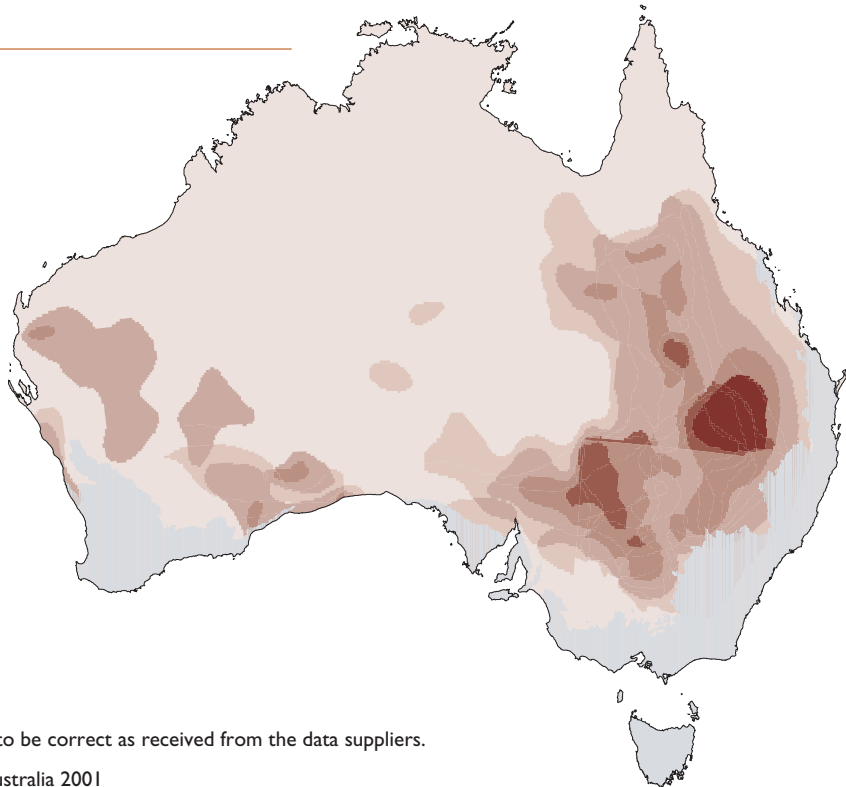 to be correct as received from the data suppliers.
ustralia 2001